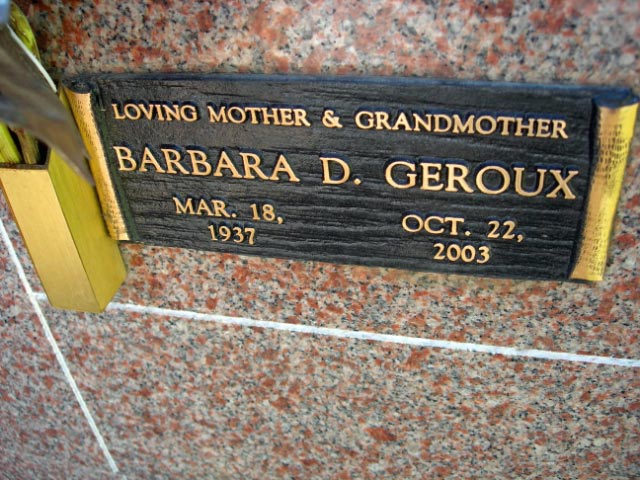 LOVING MOTHER & GRANDMOTHER
BARBARA D. GEROUX
MAR. 18,
1937
OCT. 22,
2003